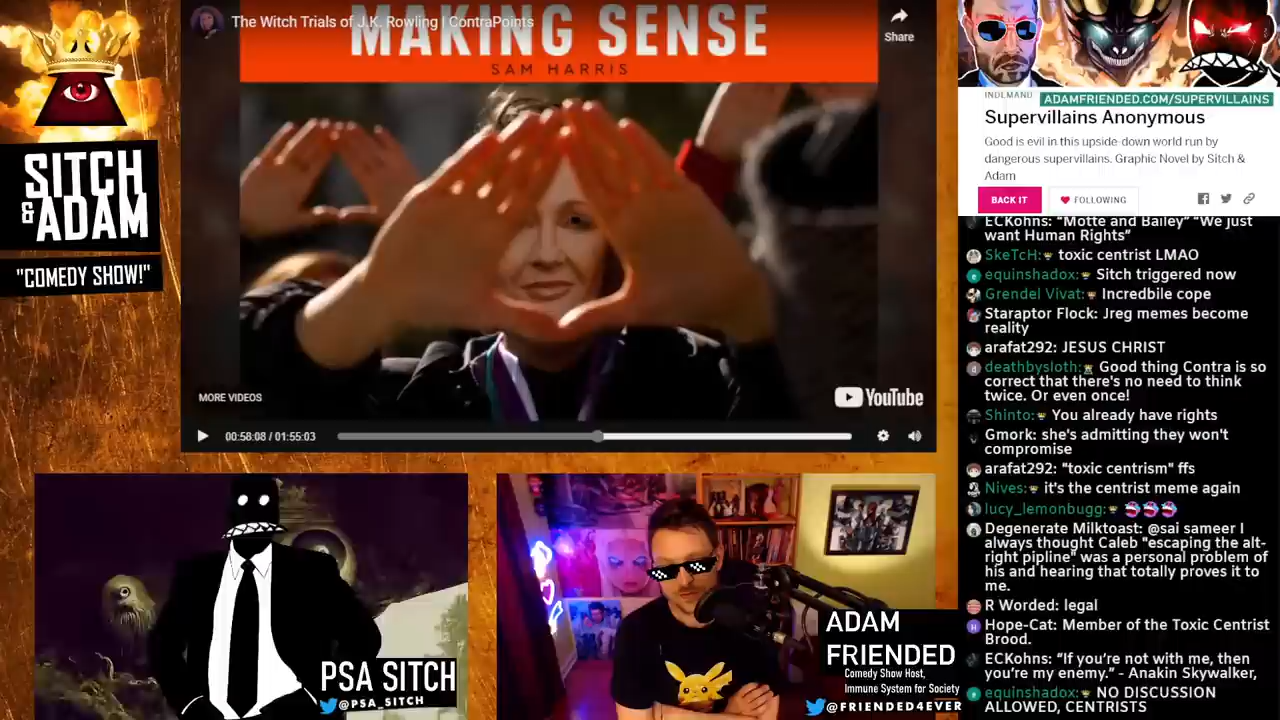 The Witch Trials of J.K. Rowling | ContraPoints
MAKING SENSE
SAM HARRIS
Share
MORE VIDEOS
YouTube
00:58:08 / 01:55:03
SITCH
& ADAM
"COMEDY SHOW!"
PSA SITCH
@PSA_SITCH
ADAM
FRIENDED
Comedy Show Host,
Immune System for Society
@FRIENDED4EVER
INDEMAND
ADAMFRIENDED.COM/SUPERVILLAINS
Supervillains Anonymous
Good is evil in this upside-down world run by
dangerous supervillains. Graphic Novel by Sitch &
Adam
BACK IT
FOLLOWING
ECKohns: “Motte and Bailey” “We just
want Human Rights”
SkeTcH: toxic centrist LMAO
equinshadox: Sitch triggered now
Grendel Vivat: Incredbile cope
Staraptor Flock: Jreg memes become
reality
arafat292: JESUS CHRIST
deathbysloth: Good thing Contra is so
correct that there's no need to think
twice. Or even once!
Shinto: You already have rights
Gmork: she's admitting they won't
compromise
arafat292: "toxic centrism" ffs
Nives: it's the centrist meme again
lucy_lemonbugg:
Degenerate Milktoast: @sai sameer I
always thought Caleb "escaping the alt-
right pipline" was a personal problem of
his and hearing that totally proves it to
me.
R Worded: legal
Hope-Cat: Member of the Toxic Centrist
Brood.
ECKohns: “If you’re not with me, then
you’re my enemy.” - Anakin Skywalker,
equinshadox: NO DISCUSSION
ALLOWED, CENTRISTS